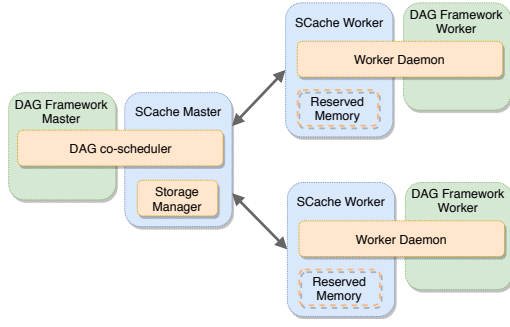 SCache Worker
DAG Framework
Worker
Worker Daemon
Reserved
Memory
DAG Framework
Master
SCache Master
DAG co-scheduler
Storage
Manager
SCache Worker
DAG Framework
Worker
Worker Daemon
Reserved
Memory